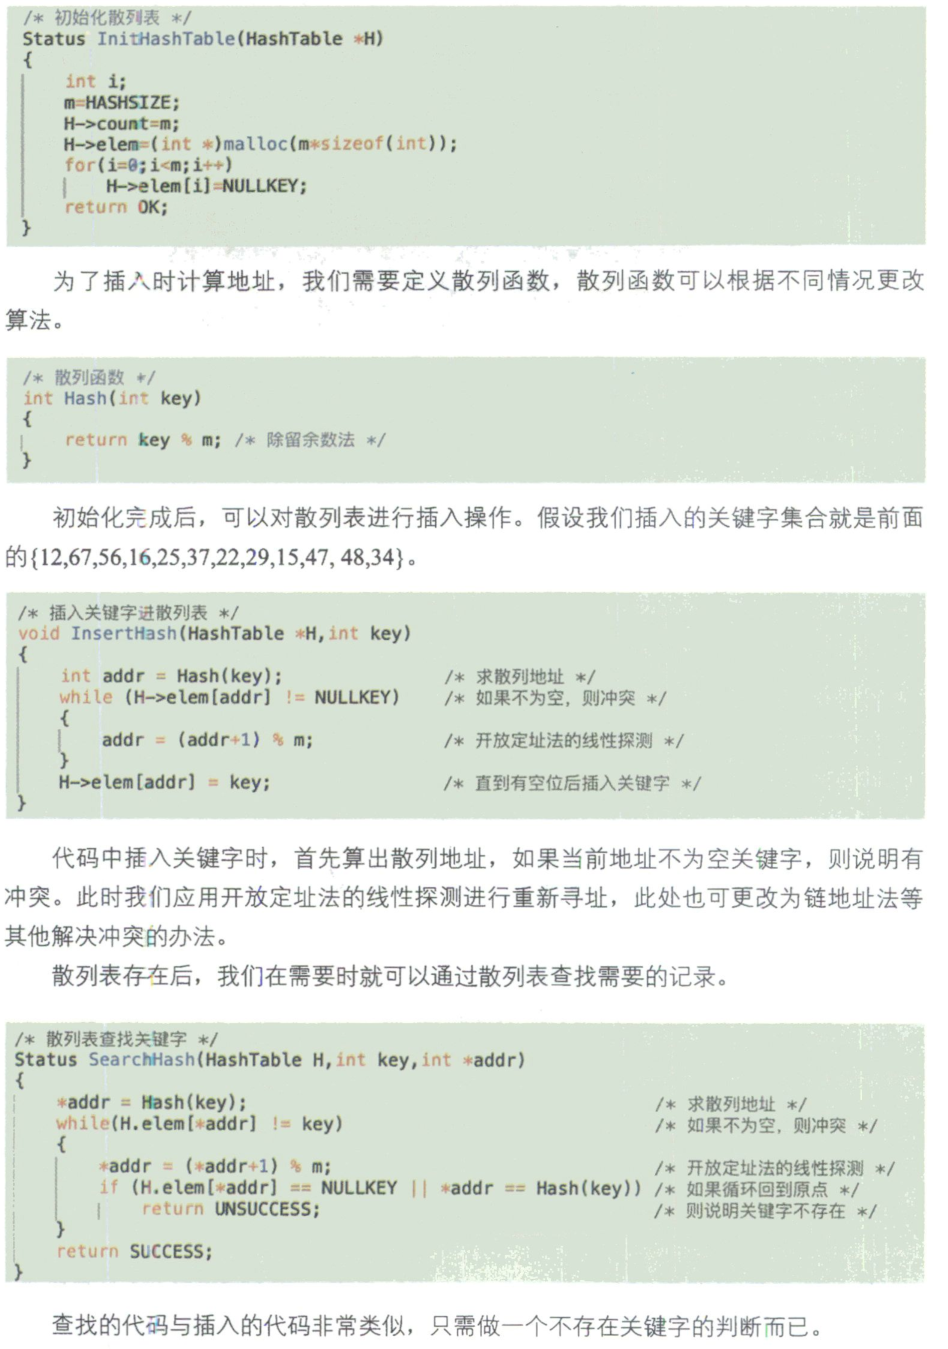 /* 初始化散列表 */
Status InitHashTable(HashTable *H)
{
    int i;
    m=HASHSIZE;
    H->count=m;
    H->elem=(int *)malloc(m*sizeof(int));
    for(i=0;i<m;i++)
        H->elem[i]=NULLKEY;
    return OK;
}
为了插入时计算地址，我们需要定义散列函数，散列函数可以根据不同情况更改
算法。
/* 散列函数 */
int Hash(int key)
{
    return key % m; /* 除留余数法 */
}
初始化完成后，可以对散列表进行插入操作。假设我们插入的关键字集合就是前面
的{12,67,56,16,25,37,22,29,15,47, 48,34}。
/* 插入关键字进散列表 */
void InsertHash(HashTable *H,int key)
{
    int addr = Hash(key); /* 求散列地址 */
    while (H->elem[addr] != NULLKEY) /* 如果不为空，则冲突 */
    {
        addr = (addr+1) % m; /* 开放定址法的线性探测 */
    }
    H->elem[addr] = key; /* 直到有空位后插入关键字 */
}
代码中插入关键字时，首先算出散列地址，如果当前地址不为空关键字，则说明有
冲突。此时我们应用开放定址法的线性探测进行重新寻址，此处也可更改为链地址法等
其他解决冲突的办法。
散列表存在后，我们在需要时就可以通过散列表查找需要的记录。
/* 散列表查找关键字 */
Status SearchHash(HashTable H,int key,int *addr)
{
    *addr = Hash(key); /* 求散列地址 */
    while(H.elem[*addr] != key) /* 如果不为空，则冲突 */
    {
        *addr = (*addr+1) % m; /* 开放定址法的线性探测 */
        if (H.elem[*addr] == NULLKEY || *addr == Hash(key)) /* 如果循环回到原点 */
            return UNSUCCESS; /* 则说明关键字不存在 */
    }
    return SUCCESS;
}
查找的代码与插入的代码非常类似，只需做一个不存在关键字的判断而已。